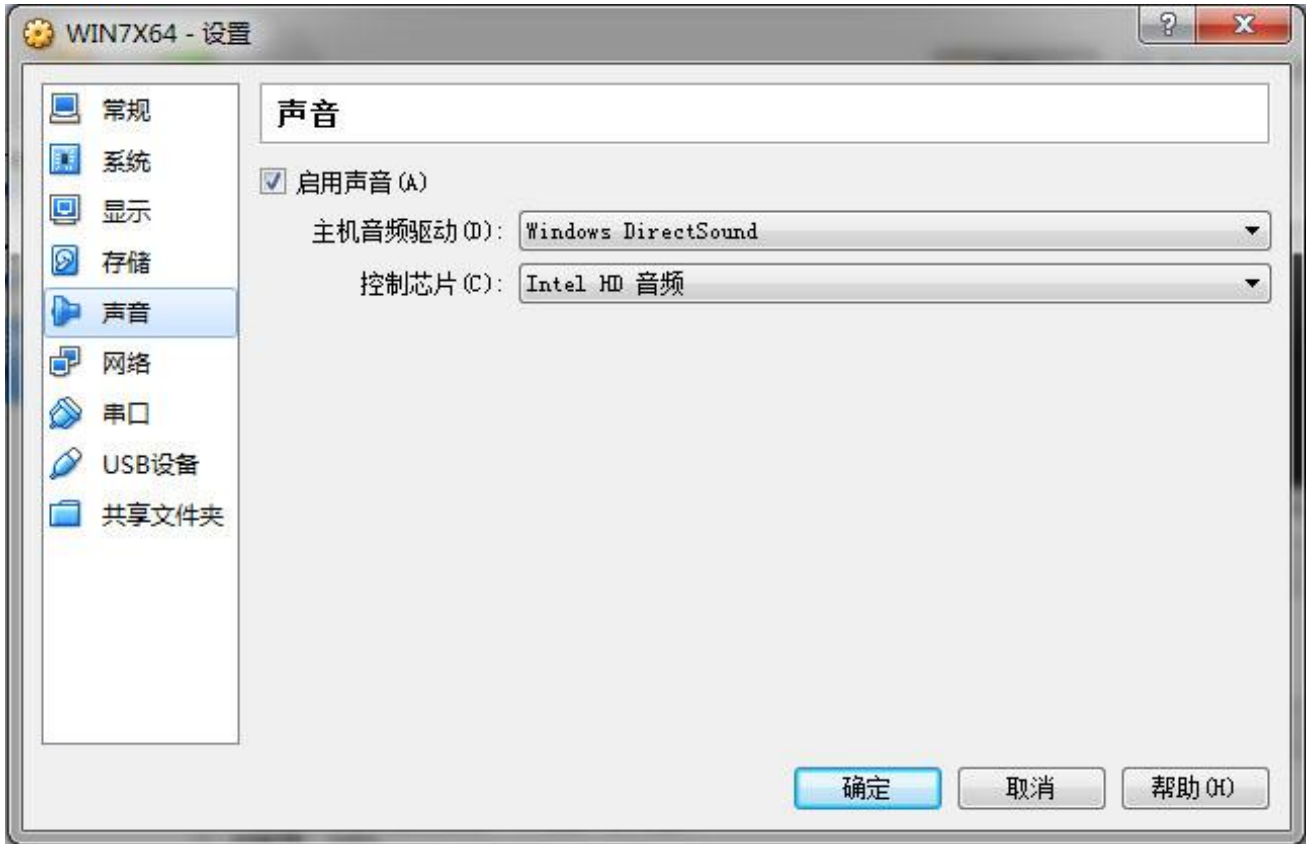 WIN7X64 - 设置
常规
系统
显示
存储
声音
网络
串口
USB设备
共享文件夹
声音
启用声音(A)
主机音频驱动(D): Windows DirectSound
控制芯片(C): Intel HD 音频
确定 取消 帮助(H)